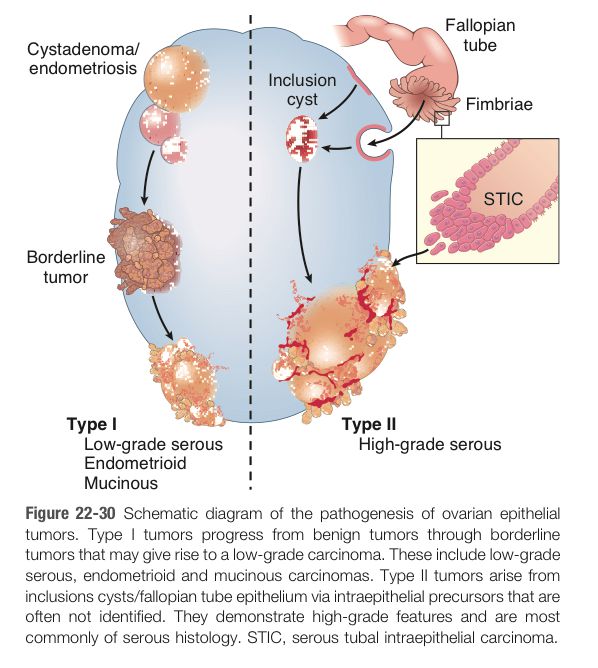 Cystadenoma/
endometriosis
Fallopian
tube
Inclusion
cyst
Fimbriae
STIC
Borderline
tumor
Type I
Low-grade serous
Endometrioid
Mucinous
Type II
High-grade serous
Figure 22-30 Schematic diagram of the pathogenesis of ovarian epithelial
tumors. Type I tumors progress from benign tumors through borderline
tumors that may give rise to a low-grade carcinoma. These include low-grade
serous, endometrioid and mucinous carcinomas. Type II tumors arise from
inclusions cysts/fallopian tube epithelium via intraepithelial precursors that are
often not identified. They demonstrate high-grade features and are most
commonly of serous histology. STIC, serous tubal intraepithelial carcinoma.